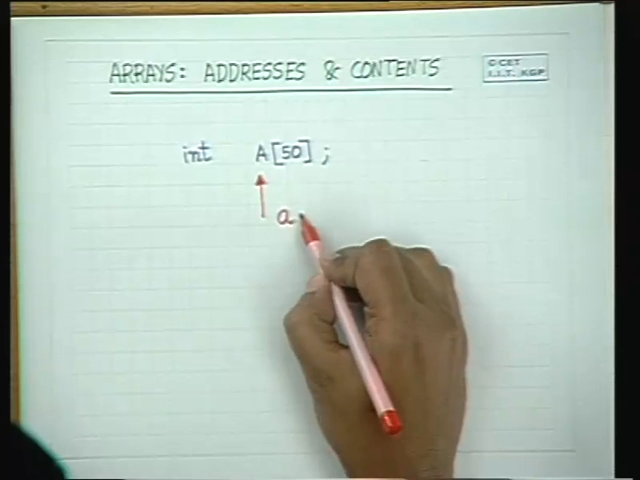 ARRAYS: ADDRESSES & CONTENTS
© CET
I.I.T. KGP
int A[50];
a